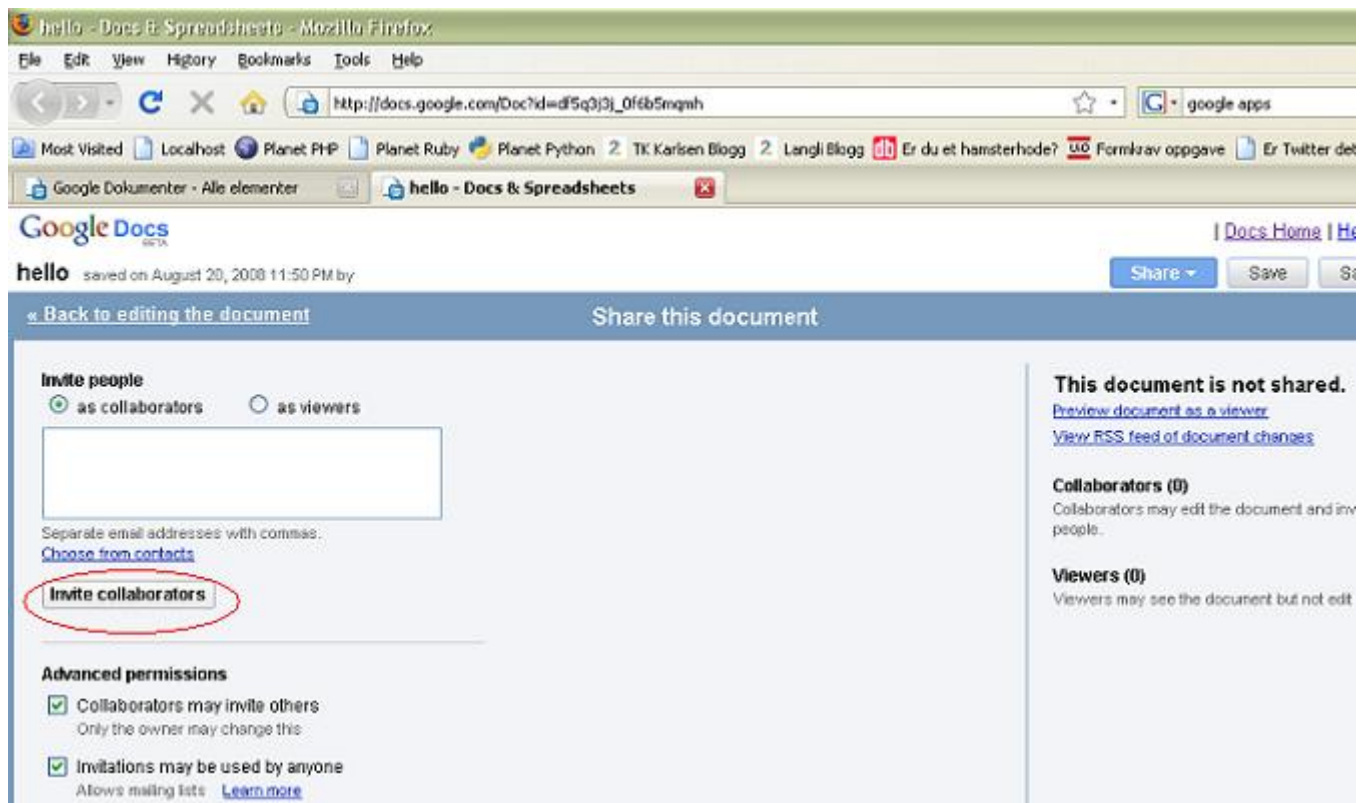 hello - Docs & Spreadsheets - Mozilla Firefox
File Edit View History Bookmarks Tools Help
http://docs.google.com/Doc?id=df5q3j3j_0f6b5mqmh G google apps
Most Visited Localhost Planet PHP Planet Ruby Planet Python 2 TK Karlsen Blogg 2 Langli Blogg Er du et hamsterhode? UiO Formkrav oppgave Er Twitter det
Google Dokumenter - Alle elementer hello - Docs & Spreadsheets
Google Docs | Docs Home | He
BETA
hello saved on August 20, 2008 11:50 PM by Share Save Sa
« Back to editing the document Share this document
Invite people This document is not shared.
as collaborators as viewers Preview document as a viewer
View RSS feed of document changes
Collaborators (0)
Collaborators may edit the document and inv
people.
Separate email addresses with commas.
Choose from contacts
Viewers (0)
Invite collaborators Viewers may see the document but not edit
Advanced permissions
Collaborators may invite others
Only the owner may change this
Invitations may be used by anyone
Allows mailing lists Learn more